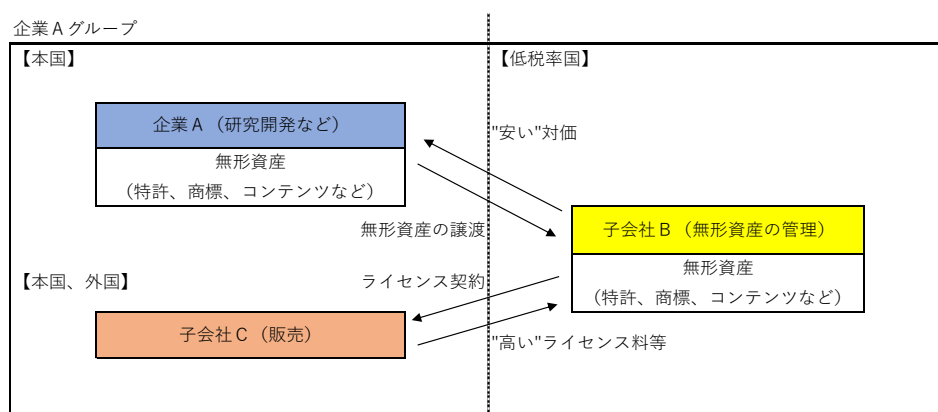 企業Aグループ
【本国】
【低税率国】
企業A（研究開発など）
"安い"対価
無形資産
（特許、商標、コンテンツなど）
無形資産の譲渡
子会社B（無形資産の管理）
無形資産
（特許、商標、コンテンツなど）
【本国、外国】
ライセンス契約
子会社C（販売）
"高い"ライセンス料等